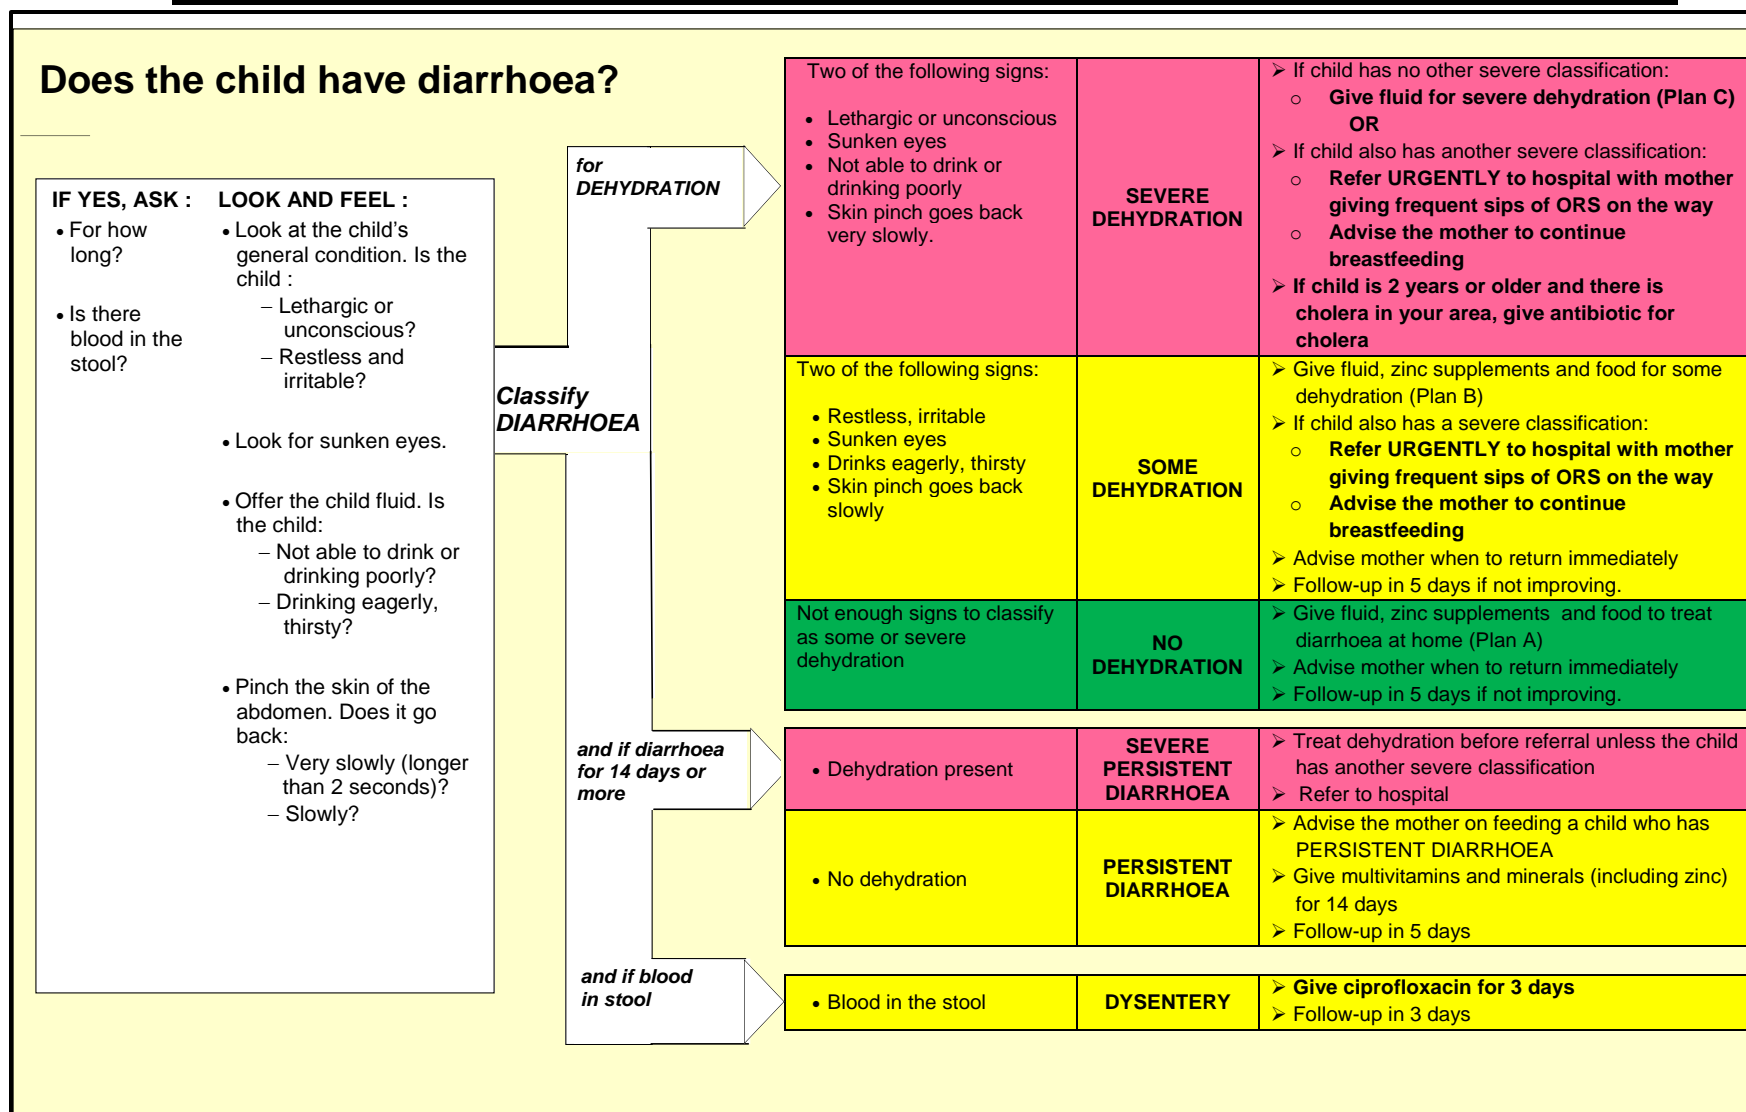 Does the child have diarrhoea?
IF YES, ASK :
• For how
long?
• Is there
blood in the
stool?
LOOK AND FEEL :
• Look at the child's
general condition. Is the
child :
– Lethargic or
unconscious?
– Restless and
irritable?
• Look for sunken eyes.
• Offer the child fluid. Is
the child:
– Not able to drink or
drinking poorly?
– Drinking eagerly,
thirsty?
• Pinch the skin of the
abdomen. Does it go
back:
– Very slowly (longer
than 2 seconds)?
– Slowly?
Classify
DIARRHOEA
for
DEHYDRATION
Two of the following signs:
• Lethargic or unconscious
• Sunken eyes
• Not able to drink or
drinking poorly
• Skin pinch goes back
very slowly.
SEVERE
DEHYDRATION
➢ If child has no other severe classification:
o Give fluid for severe dehydration (Plan C)
OR
➢ If child also has another severe classification:
o Refer URGENTLY to hospital with mother
giving frequent sips of ORS on the way
o Advise the mother to continue
breastfeeding
➢ If child is 2 years or older and there is
cholera in your area, give antibiotic for
cholera
Two of the following signs:
• Restless, irritable
• Sunken eyes
• Drinks eagerly, thirsty
• Skin pinch goes back
slowly
SOME
DEHYDRATION
➢ Give fluid, zinc supplements and food for some
dehydration (Plan B)
➢ If child also has a severe classification:
o Refer URGENTLY to hospital with mother
giving frequent sips of ORS on the way
o Advise the mother to continue
breastfeeding
➢ Advise mother when to return immediately
➢ Follow-up in 5 days if not improving.
Not enough signs to classify
as some or severe
dehydration
NO
DEHYDRATION
➢ Give fluid, zinc supplements and food to treat
diarrhoea at home (Plan A)
➢ Advise mother when to return immediately
➢ Follow-up in 5 days if not improving.
and if diarrhoea
for 14 days or
more
• Dehydration present
SEVERE
PERSISTENT
DIARRHOEA
➢ Treat dehydration before referral unless the child
has another severe classification
➢ Refer to hospital
• No dehydration
PERSISTENT
DIARRHOEA
➢ Advise the mother on feeding a child who has
PERSISTENT DIARRHOEA
➢ Give multivitamins and minerals (including zinc)
for 14 days
➢ Follow-up in 5 days
and if blood
in stool
• Blood in the stool
DYSENTERY
➢ Give ciprofloxacin for 3 days
➢ Follow-up in 3 days